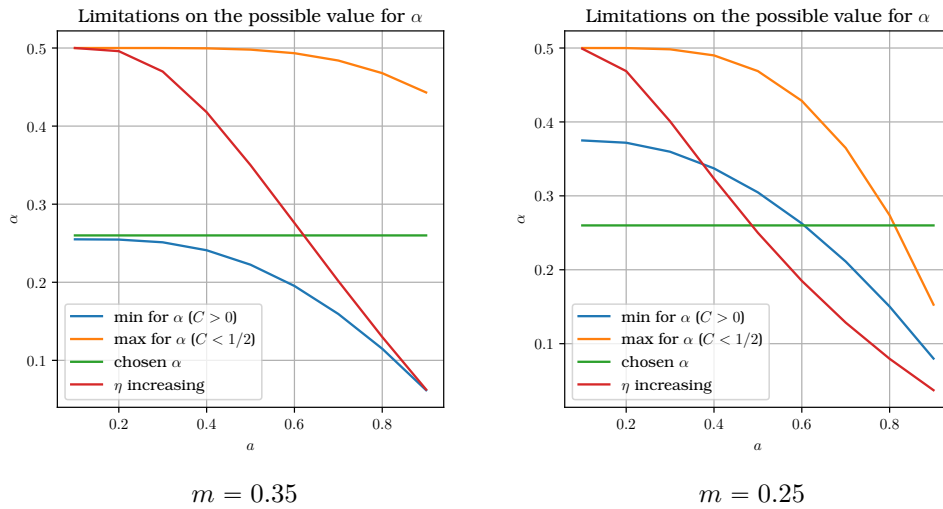 Limitations on the possible value for α
0.5
0.4
0.3
0.2
0.1
α
min for α (C > 0)
max for α (C < 1/2)
chosen α
η increasing
0.2
0.4
0.6
0.8
a
m = 0.35
Limitations on the possible value for α
0.5
0.4
0.3
0.2
0.1
α
min for α (C > 0)
max for α (C < 1/2)
chosen α
η increasing
0.2
0.4
0.6
0.8
a
m = 0.25